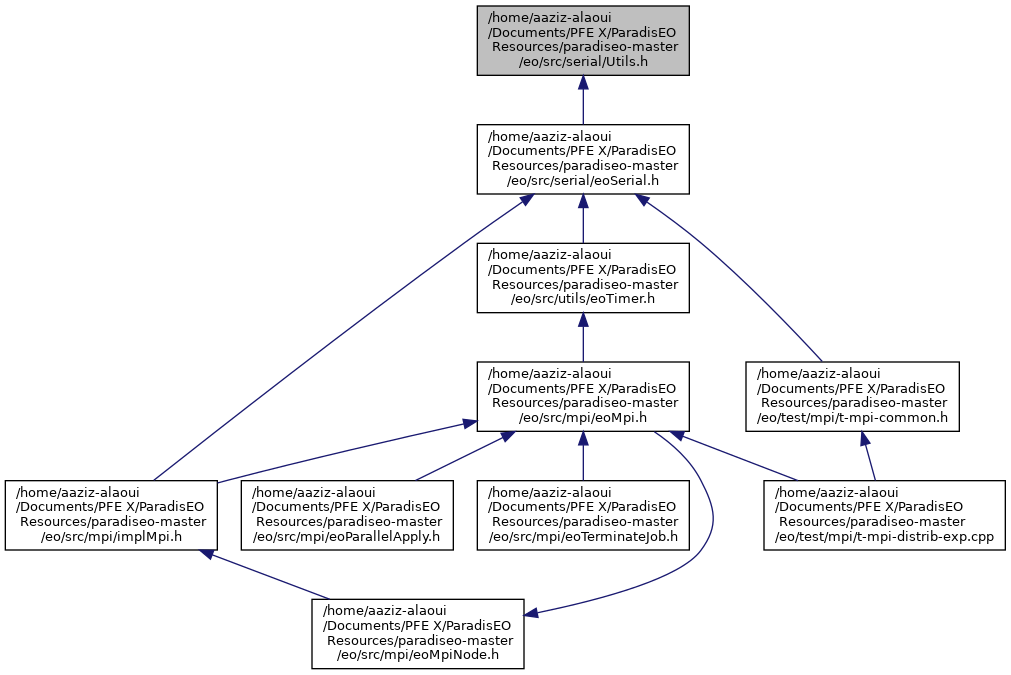 /home/aaziz-alaoui
/Documents/PFE X/ParadisEO
Resources/paradiseo-master
/eo/src/serial/Utils.h
/home/aaziz-alaoui
/Documents/PFE X/ParadisEO
Resources/paradiseo-master
/eo/src/serial/eoSerial.h
/home/aaziz-alaoui
/Documents/PFE X/ParadisEO
Resources/paradiseo-master
/eo/src/utils/eoTimer.h
/home/aaziz-alaoui
/Documents/PFE X/ParadisEO
Resources/paradiseo-master
/eo/src/mpi/eoMpi.h
/home/aaziz-alaoui
/Documents/PFE X/ParadisEO
Resources/paradiseo-master
/eo/test/mpi/t-mpi-common.h
/home/aaziz-alaoui
/Documents/PFE X/ParadisEO
Resources/paradiseo-master
/eo/src/mpi/implMpi.h
/home/aaziz-alaoui
/Documents/PFE X/ParadisEO
Resources/paradiseo-master
/eo/src/mpi/eoParallelApply.h
/home/aaziz-alaoui
/Documents/PFE X/ParadisEO
Resources/paradiseo-master
/eo/src/mpi/eoTerminateJob.h
/home/aaziz-alaoui
/Documents/PFE X/ParadisEO
Resources/paradiseo-master
/eo/test/mpi/t-mpi-distrib-exp.cpp
/home/aaziz-alaoui
/Documents/PFE X/ParadisEO
Resources/paradiseo-master
/eo/src/mpi/eoMpiNode.h